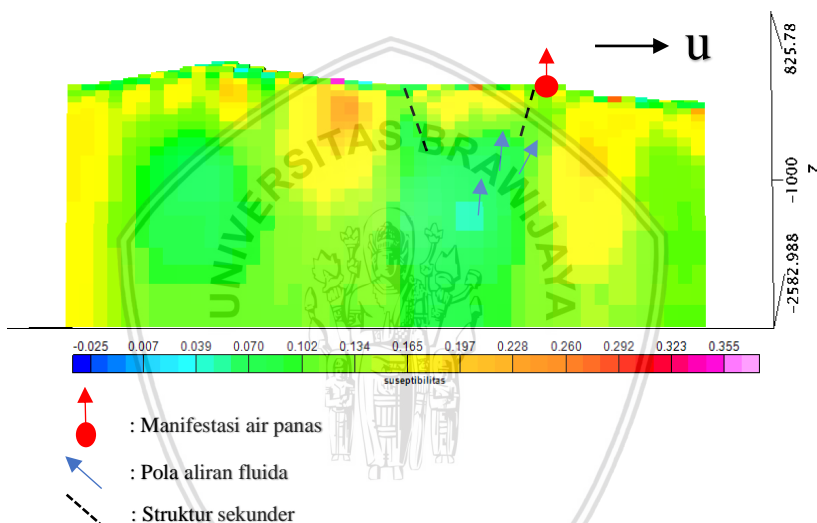 u
825.78
-1000
z
-2582.988
UNIVERSITAS BRAWIJAYA
-0.025 0.007 0.039 0.070 0.102 0.134 0.165 0.197 0.228 0.260 0.292 0.323 0.355
suseptibilitas
: Manifestasi air panas
: Pola aliran fluida
: Struktur sekunder